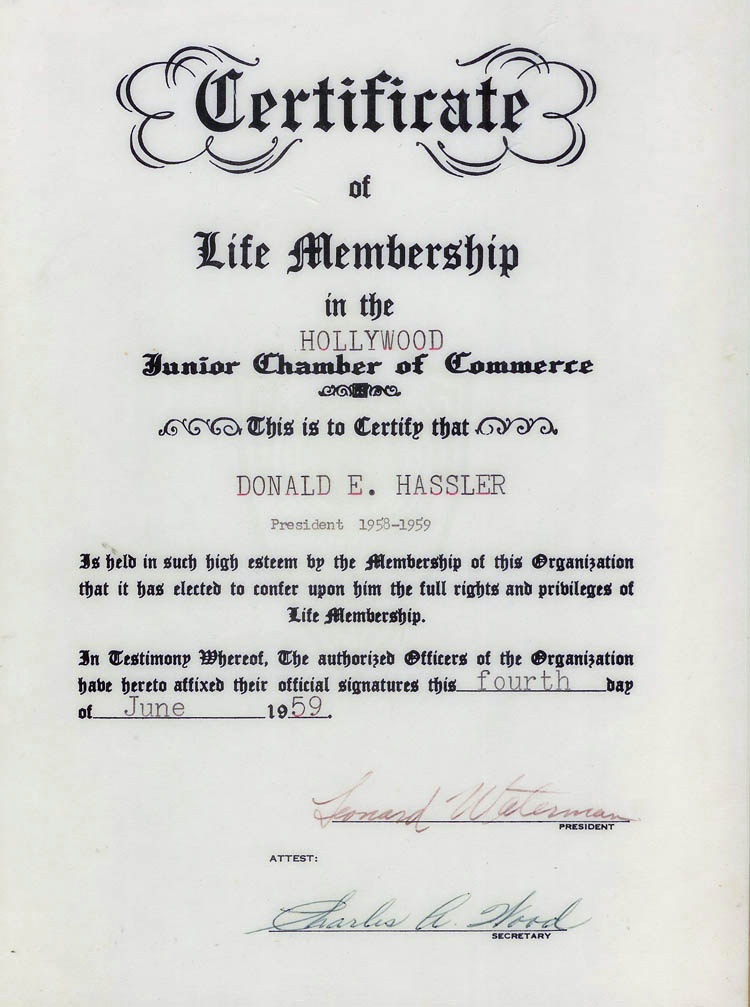 Certificate
of
Life Membership
in the
HOLLYWOOD
Junior Chamber of Commerce
This is to Certify that
DONALD E. HASSLER
President 1958-1959
Is held in such high esteem by the Membership of this Organization
that it has elected to confer upon him the full rights and privileges of
Life Membership.
In Testimony Whereof, The authorized Officers of the Organization
have hereto affixed their official signatures this fourth day
of June 1959.
Leonard Waterman
PRESIDENT
ATTEST:
Charles A. Wood
SECRETARY